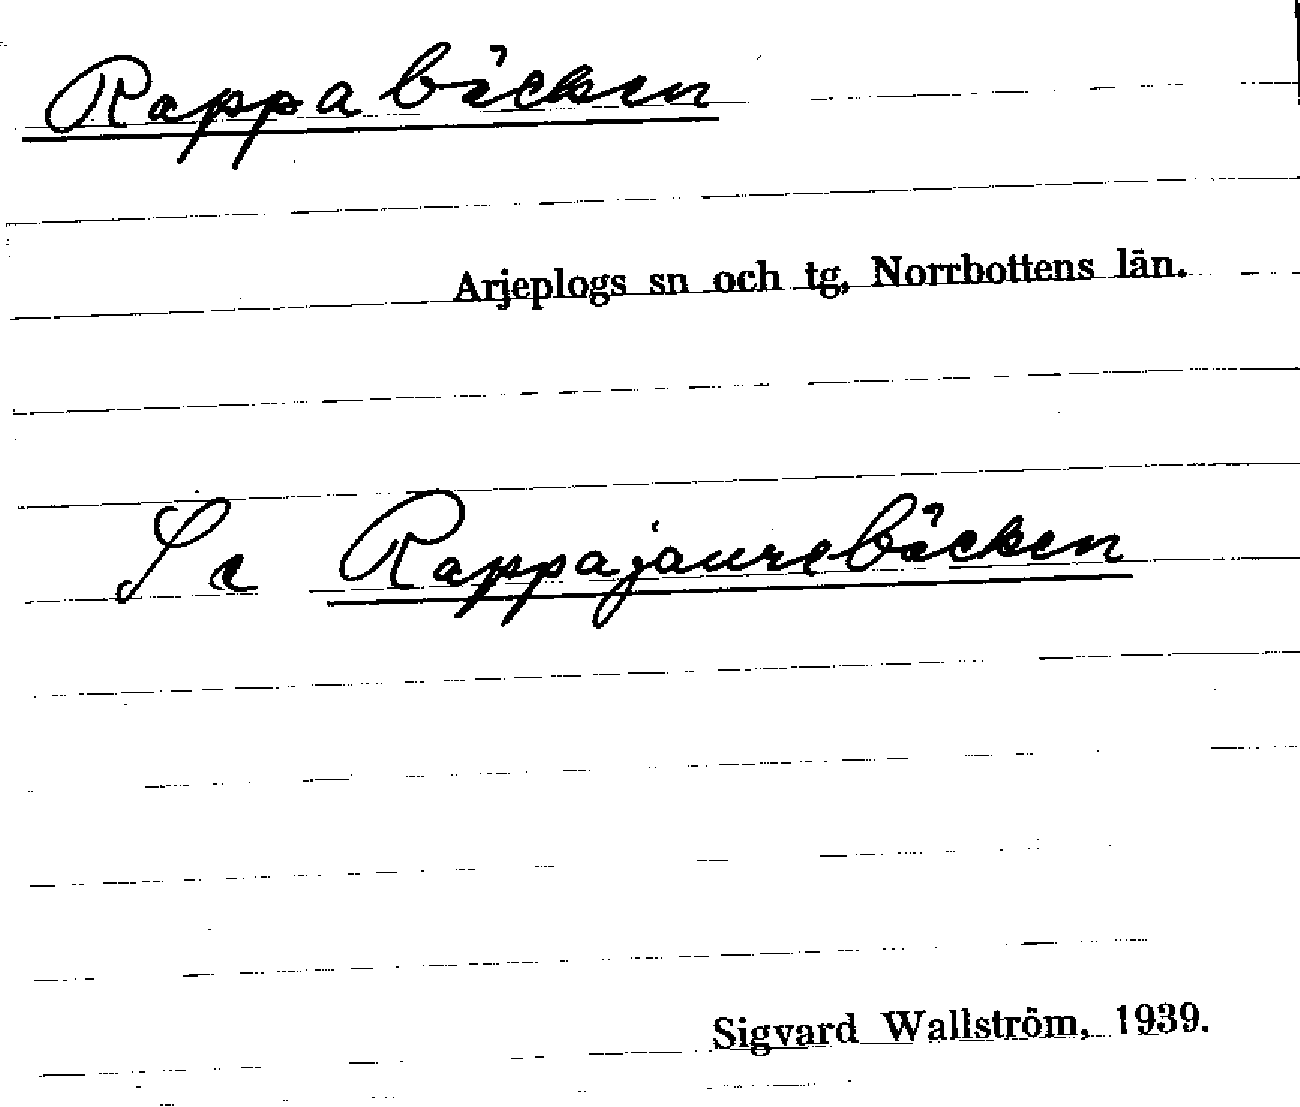 Rappabäcken
Arjeplogs sn och tg, Norrbottens län.
Se Rappajaurebäcken
Sigvard Wallström, 1939.